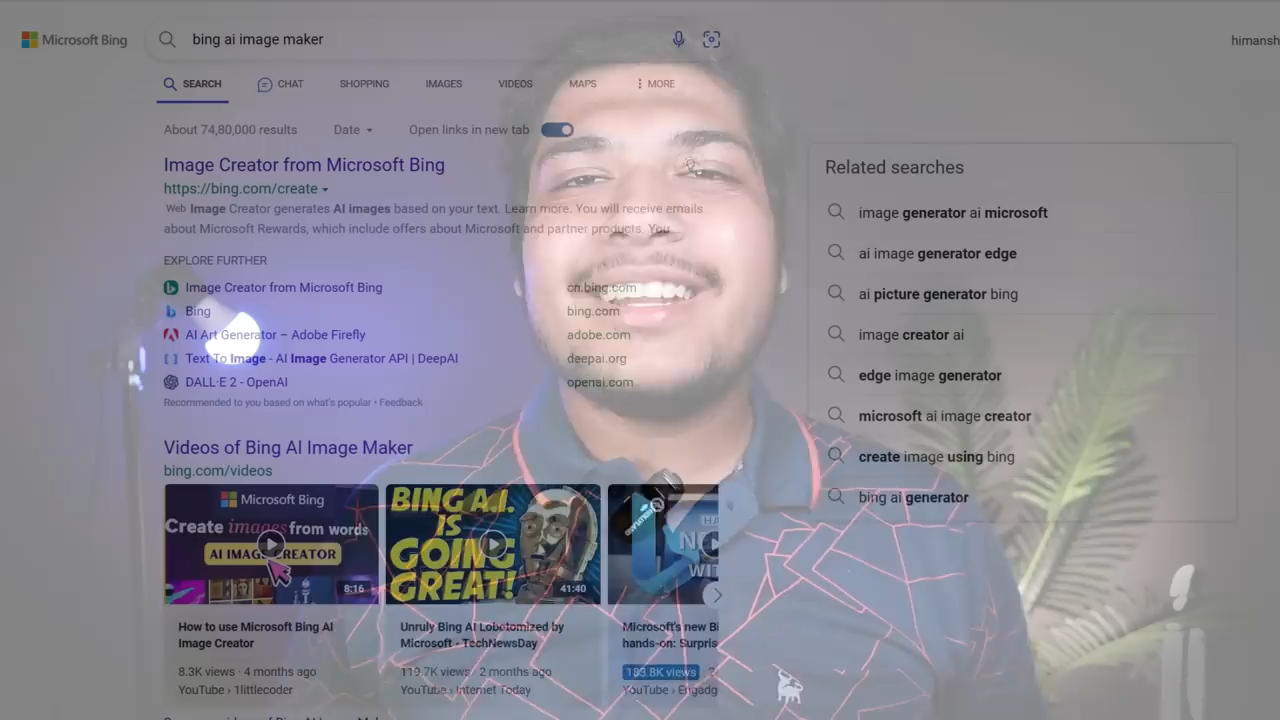 Microsoft Bing
bing ai image maker
himansh
SEARCH CHAT SHOPPING IMAGES VIDEOS MAPS MORE
About 74,80,000 results Date Open links in new tab
Image Creator from Microsoft Bing
https://bing.com/create
Web Image Creator generates AI images based on your text. Learn more. You will receive emails
about Microsoft Rewards, which include offers about Microsoft and partner products. You
EXPLORE FURTHER
Image Creator from Microsoft Bing cn.bing.com
Bing bing.com
AI Art Generator – Adobe Firefly adobe.com
Text To Image - AI Image Generator API | DeepAI deepai.org
DALL·E 2 - OpenAI openai.com
Recommended to you based on what's popular • Feedback
Videos of Bing AI Image Maker
bing.com/videos
Microsoft Bing
Create images from words
AI IMAGE CREATOR
8:16
BING A.I.
IS
GOING
GREAT!
41:40
How to use Microsoft Bing AI
Image Creator
8.3K views · 4 months ago
YouTube › 1littlecoder
Unruly Bing AI Lobotomized by
Microsoft - TechNewsDay
119.7K views · 2 months ago
YouTube › Internet Today
Microsoft's new Bi
hands-on: Surpris
183.8K views
YouTube › Engadg
Related searches
image generator ai microsoft
ai image generator edge
ai picture generator bing
image creator ai
edge image generator
microsoft ai image creator
create image using bing
bing ai generator